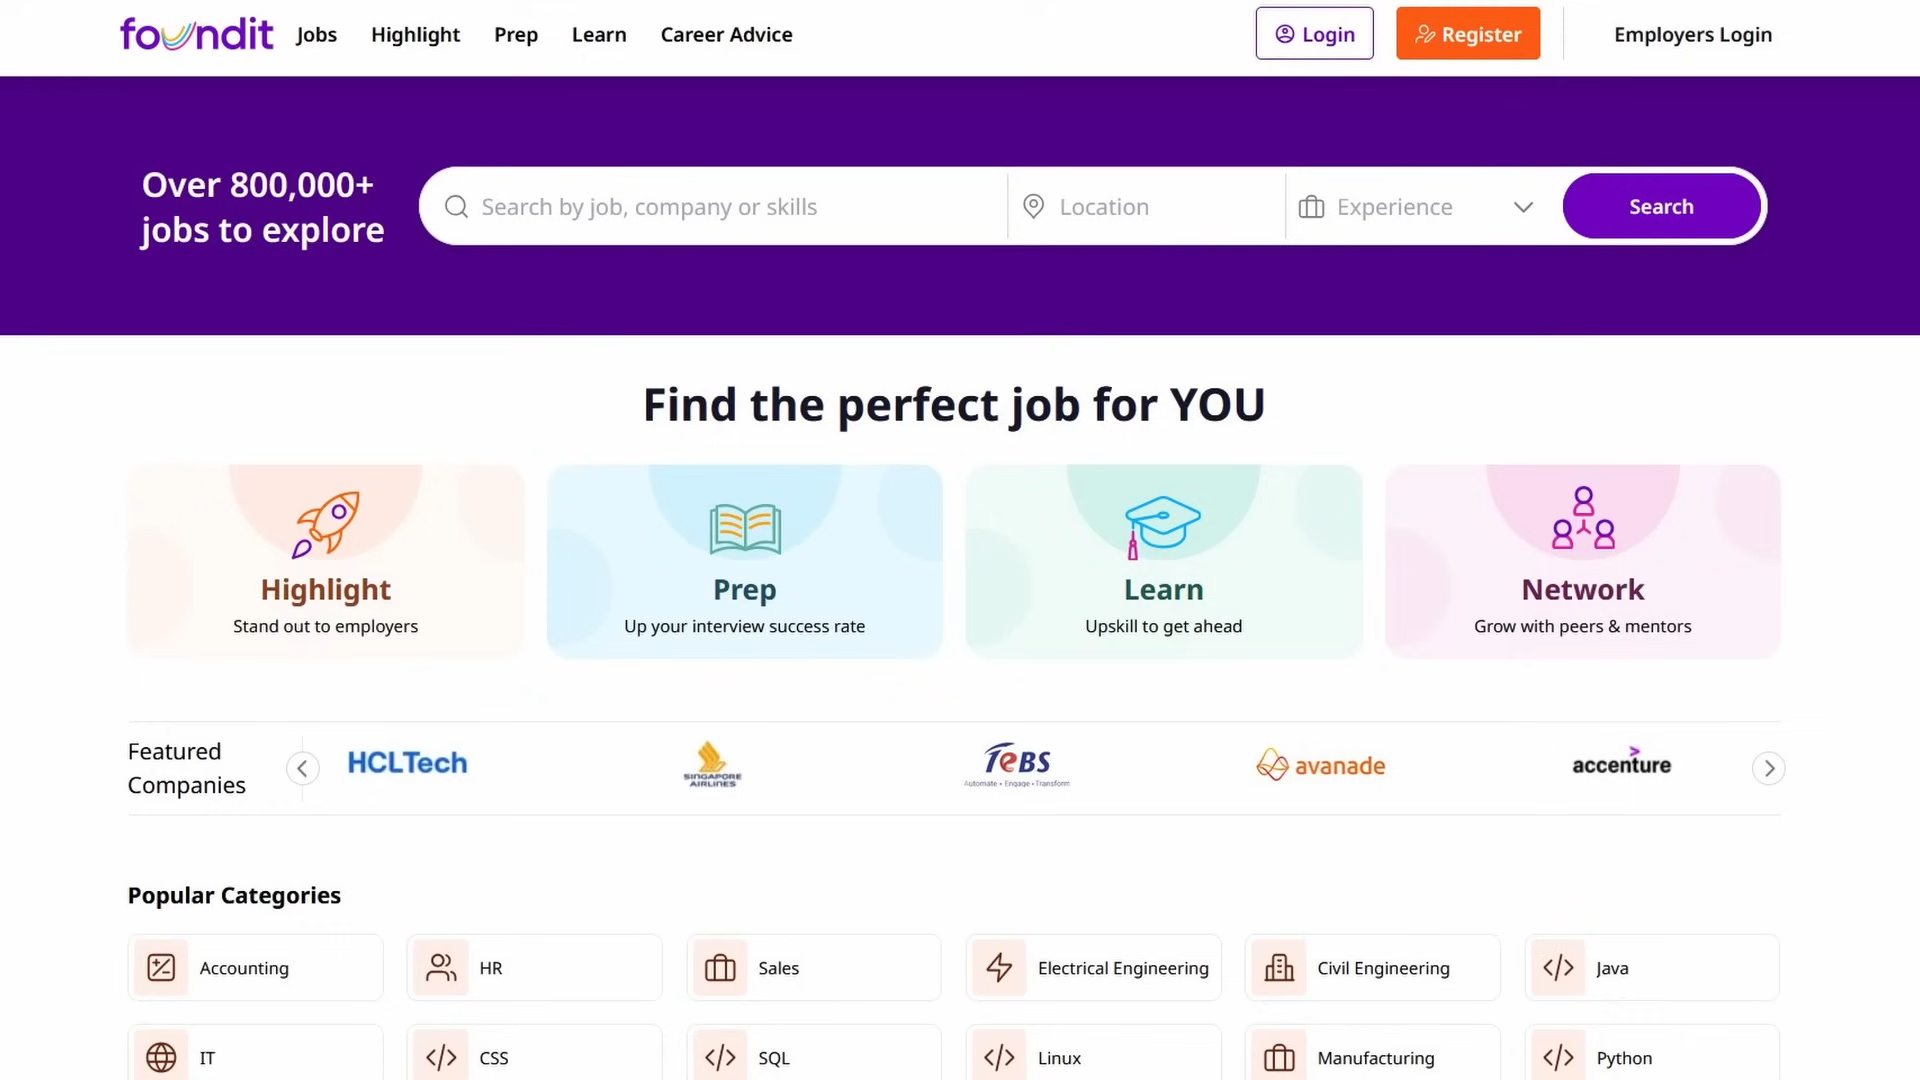 foundit
Jobs
Highlight
Prep
Learn
Career Advice
Login
Register
Employers Login
Over 800,000+
jobs to explore
Search by job, company or skills
Location
Experience
Search
Find the perfect job for YOU
Highlight
Stand out to employers
Prep
Up your interview success rate
Learn
Upskill to get ahead
Network
Grow with peers & mentors
Featured
Companies
HCLTech
SINGAPORE
AIRLINES
TeBS
Automate • Engage • Transform
avanade
accenture
Popular Categories
Accounting
HR
Sales
Electrical Engineering
Civil Engineering
Java
IT
CSS
SQL
Linux
Manufacturing
Python